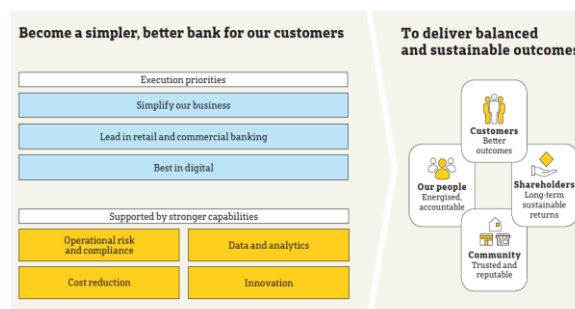 Become a simpler, better bank for our customers
Execution priorities
Simplify our business
Lead in retail and commercial banking
Best in digital
Supported by stronger capabilities
Operational risk
and compliance
Data and analytics
Cost reduction
Innovation
To deliver balanced
and sustainable outcomes
Customers
Better
outcomes
Our people
Energised,
accountable
Shareholders
Long-term
sustainable
returns
Community
Trusted and
reputable